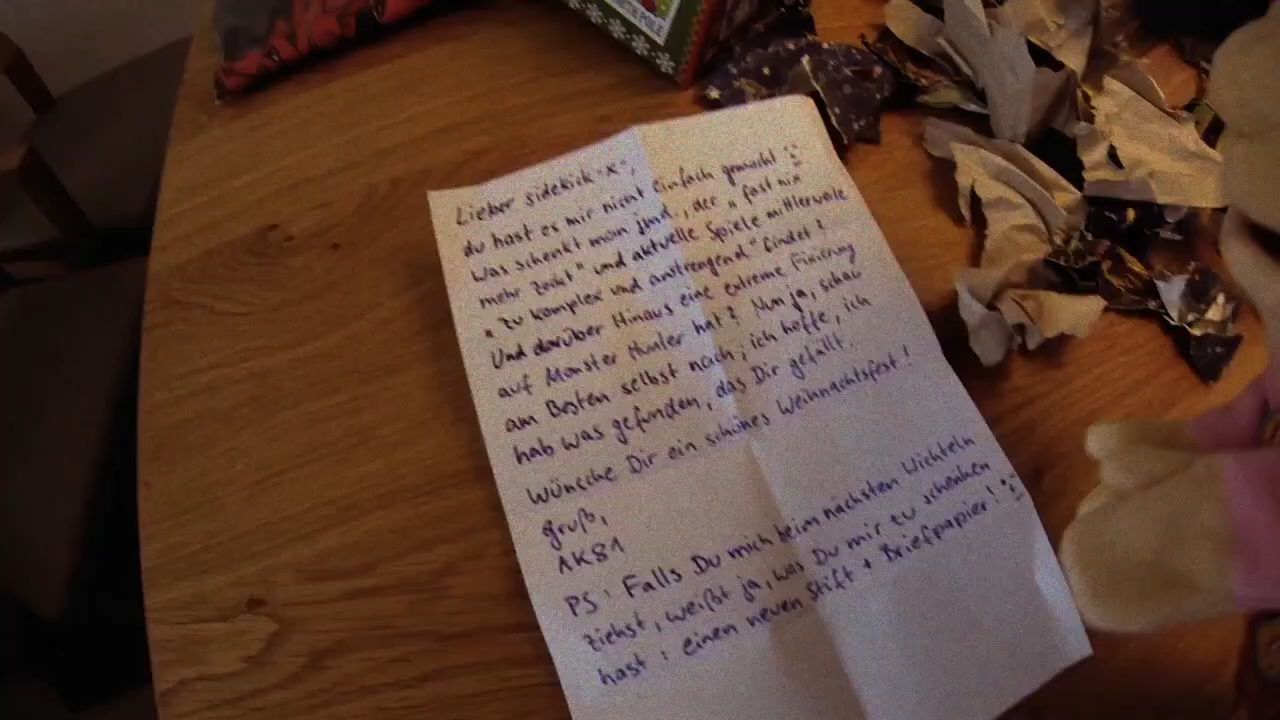 Lieber sidekick-X",
du hast es mir nicht einfach gemacht
Was schenkt man jmd., der „fast nix
mehr zockt" und aktuelle Spiele mittlerweile
„zu komplex und anstrengend" findet?
Und darüber Hinaus eine extreme Fixierung
auf Monster Hunter hat? Nun ja, schau
am Besten selbst nach; ich hoffe, ich
hab was gefunden, das Dir gefällt.
Wünsche Dir ein schönes Weihnachtsfest!
gruß,
AK81
PS: Falls Du mich beim nächsten Wichteln
ziehst, weißt ja, was Du mir zu schenken
hast: einen neuen Stift + Briefpapier!